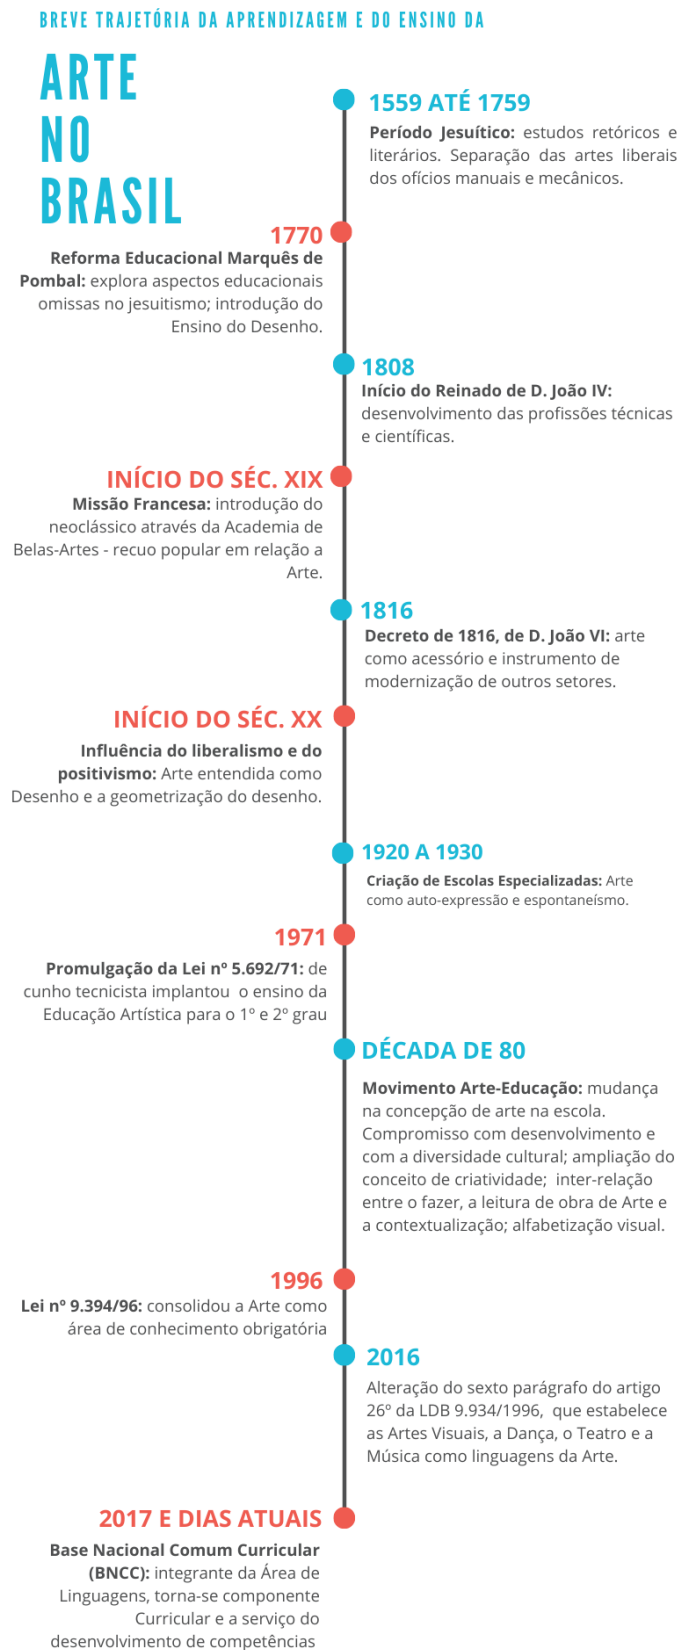 BREVE TRAJETÓRIA DA APRENDIZAGEM E DO ENSINO DA
ARTE
NO
BRASIL
1559 ATÉ 1759
Período Jesuítico: estudos retóricos e
literários. Separação das artes liberais
dos ofícios manuais e mecânicos.
1770
Reforma Educacional Marquês de
Pombal: explora aspectos educacionais
omissas no jesuitismo; introdução do
Ensino do Desenho.
1808
Início do Reinado de D. João IV:
desenvolvimento das profissões técnicas
e científicas.
INÍCIO DO SÉC. XIX
Missão Francesa: introdução do
neoclássico através da Academia de
Belas-Artes - recuo popular em relação a
Arte.
1816
Decreto de 1816, de D. João VI: arte
como acessório e instrumento de
modernização de outros setores.
INÍCIO DO SÉC. XX
Influência do liberalismo e do
positivismo: Arte entendida como
Desenho e a geometrização do desenho.
1920 A 1930
Criação de Escolas Especializadas: Arte
como auto-expressão e espontaneísmo.
1971
Promulgação da Lei nº 5.692/71: de
cunho tecnicista implantou o ensino da
Educação Artística para o 1º e 2º grau
DÉCADA DE 80
Movimento Arte-Educação: mudança
na concepção de arte na escola.
Compromisso com desenvolvimento e
com a diversidade cultural; ampliação do
conceito de criatividade; inter-relação
entre o fazer, a leitura de obra de Arte e
a contextualização; alfabetização visual.
1996
Lei nº 9.394/96: consolidou a Arte como
área de conhecimento obrigatória
2016
Alteração do sexto parágrafo do artigo
26º da LDB 9.934/1996, que estabelece
as Artes Visuais, a Dança, o Teatro e a
Música como linguagens da Arte.
2017 E DIAS ATUAIS
Base Nacional Comum Curricular
(BNCC): integrante da Área de
Linguagens, torna-se componente
Curricular e a serviço do
desenvolvimento de competências